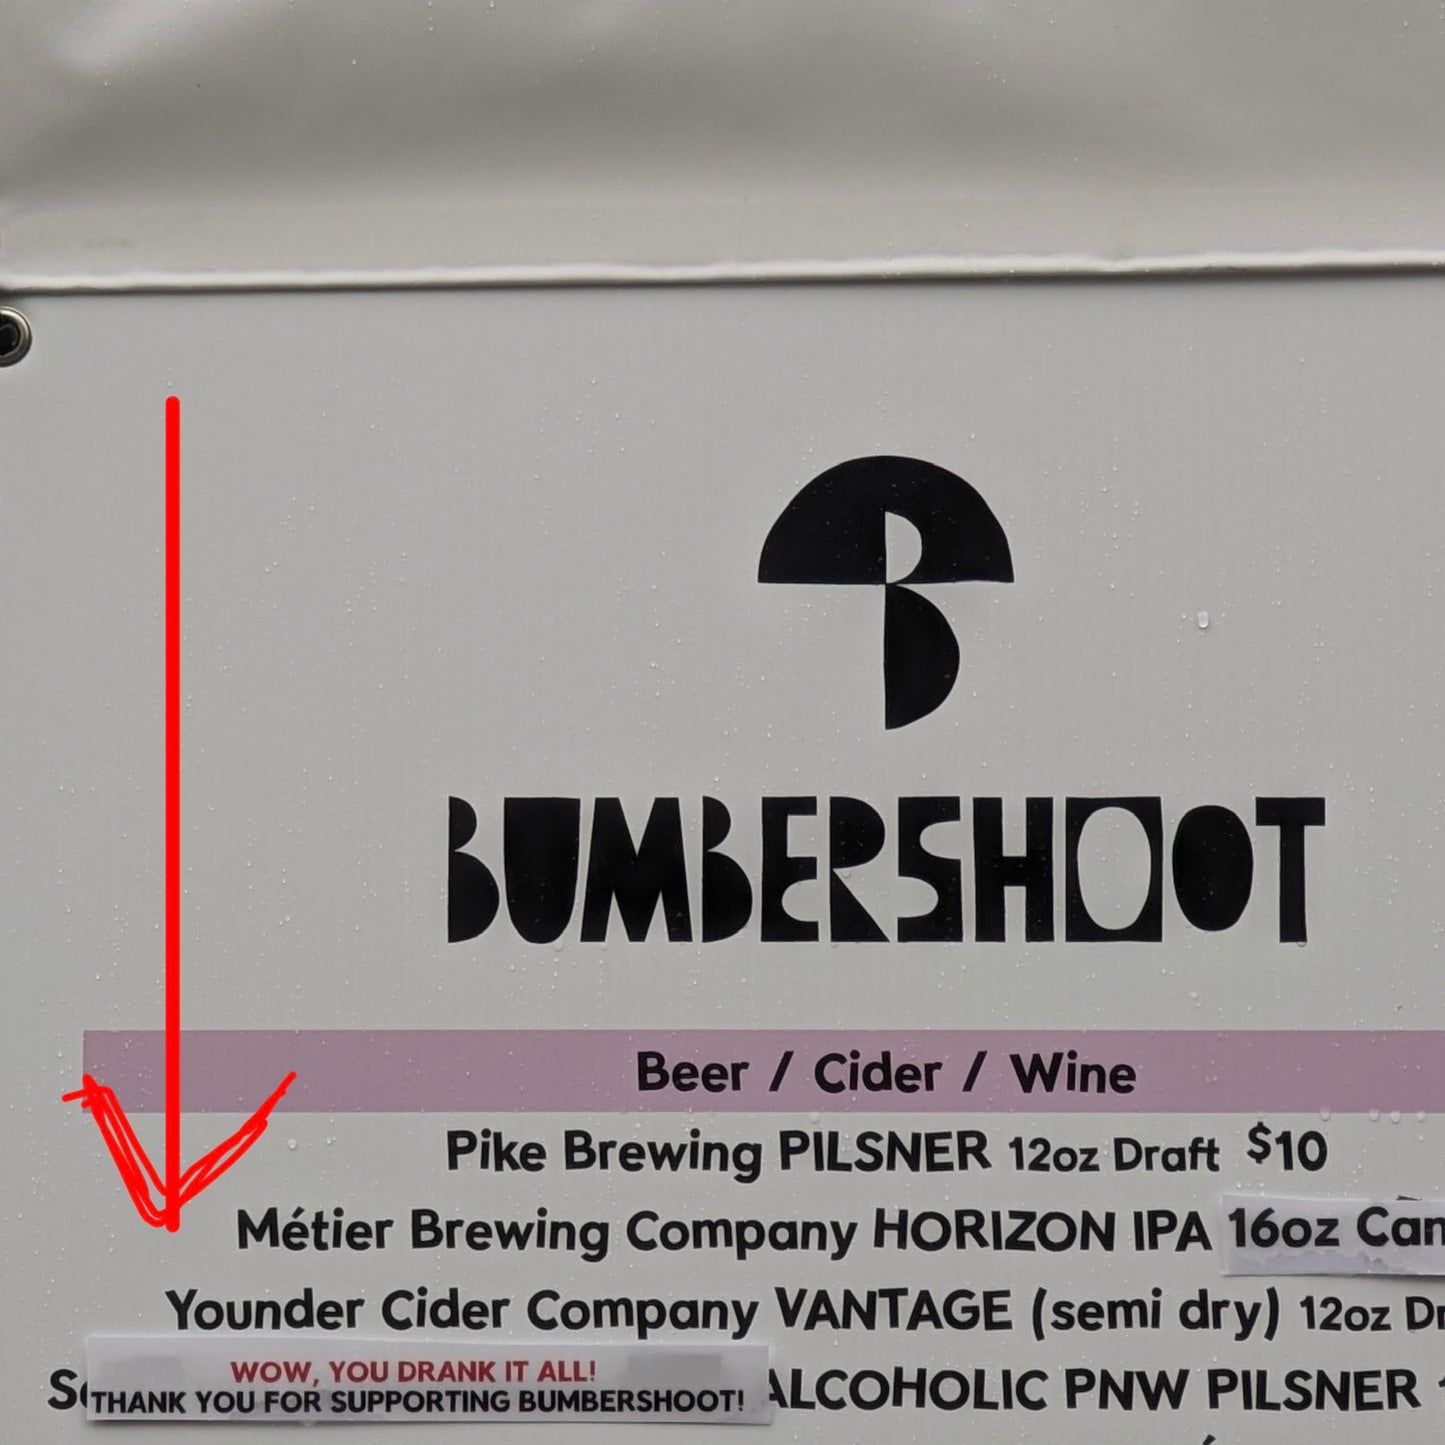 BUMBERSHOOT
Beer / Cider / Wine
Pike Brewing PILSNER 12oz Draft $10
Métier Brewing Company HORIZON IPA 16oz Can
Younder Cider Company VANTAGE (semi dry) 12oz
WOW, YOU DRANK IT ALL!
THANK YOU FOR SUPPORTING BUMBERSHOOT!
ALCOHOLIC PNW PILSNER